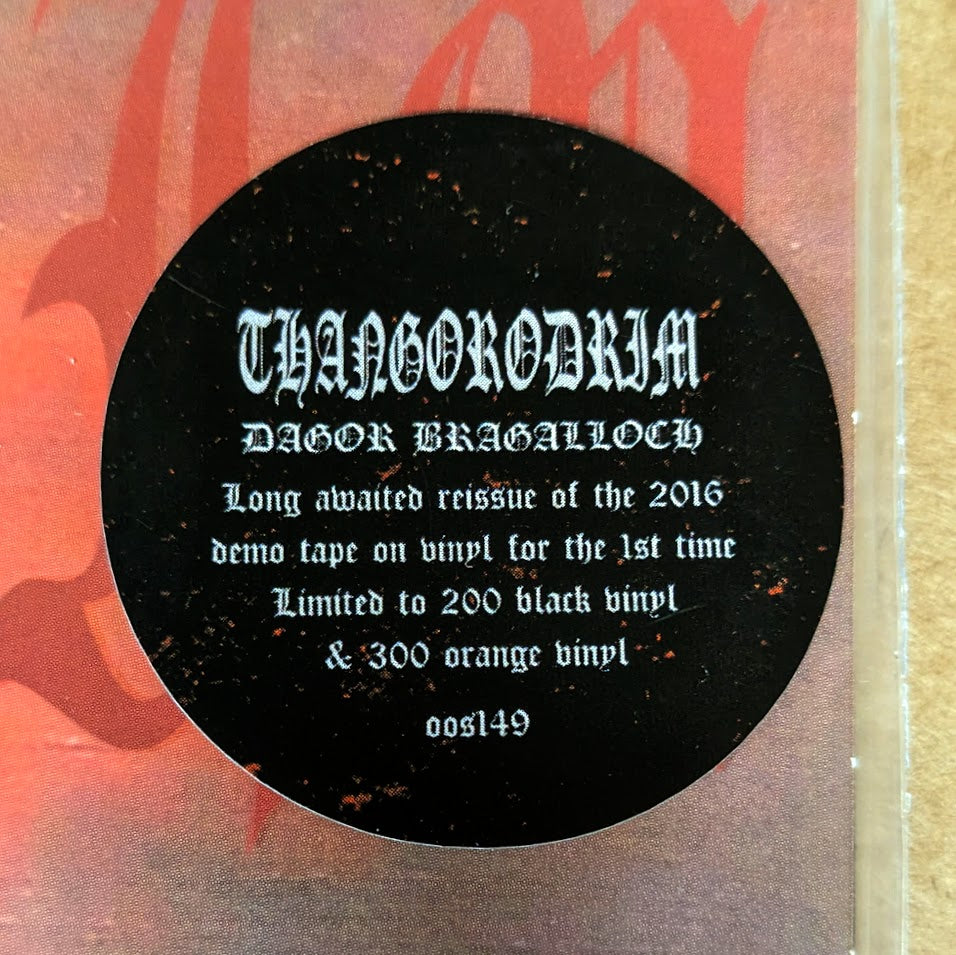 THANGORODRIM
DAGOR BRAGALLOCH
Long awaited reissue of the 2016
demo tape on vinyl for the 1st time
Limited to 200 black vinyl
& 300 orange vinyl
oos149